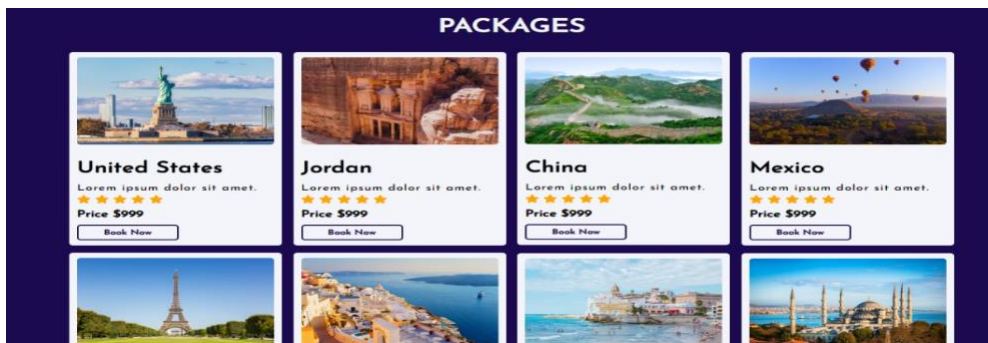 PACKAGES
United States
Lorem ipsum dolor sit amet.
Price $999
Book Now
Jordan
Lorem ipsum dolor sit amet.
Price $999
Book Now
China
Lorem ipsum dolor sit amet.
Price $999
Book Now
Mexico
Lorem ipsum dolor sit amet.
Price $999
Book Now